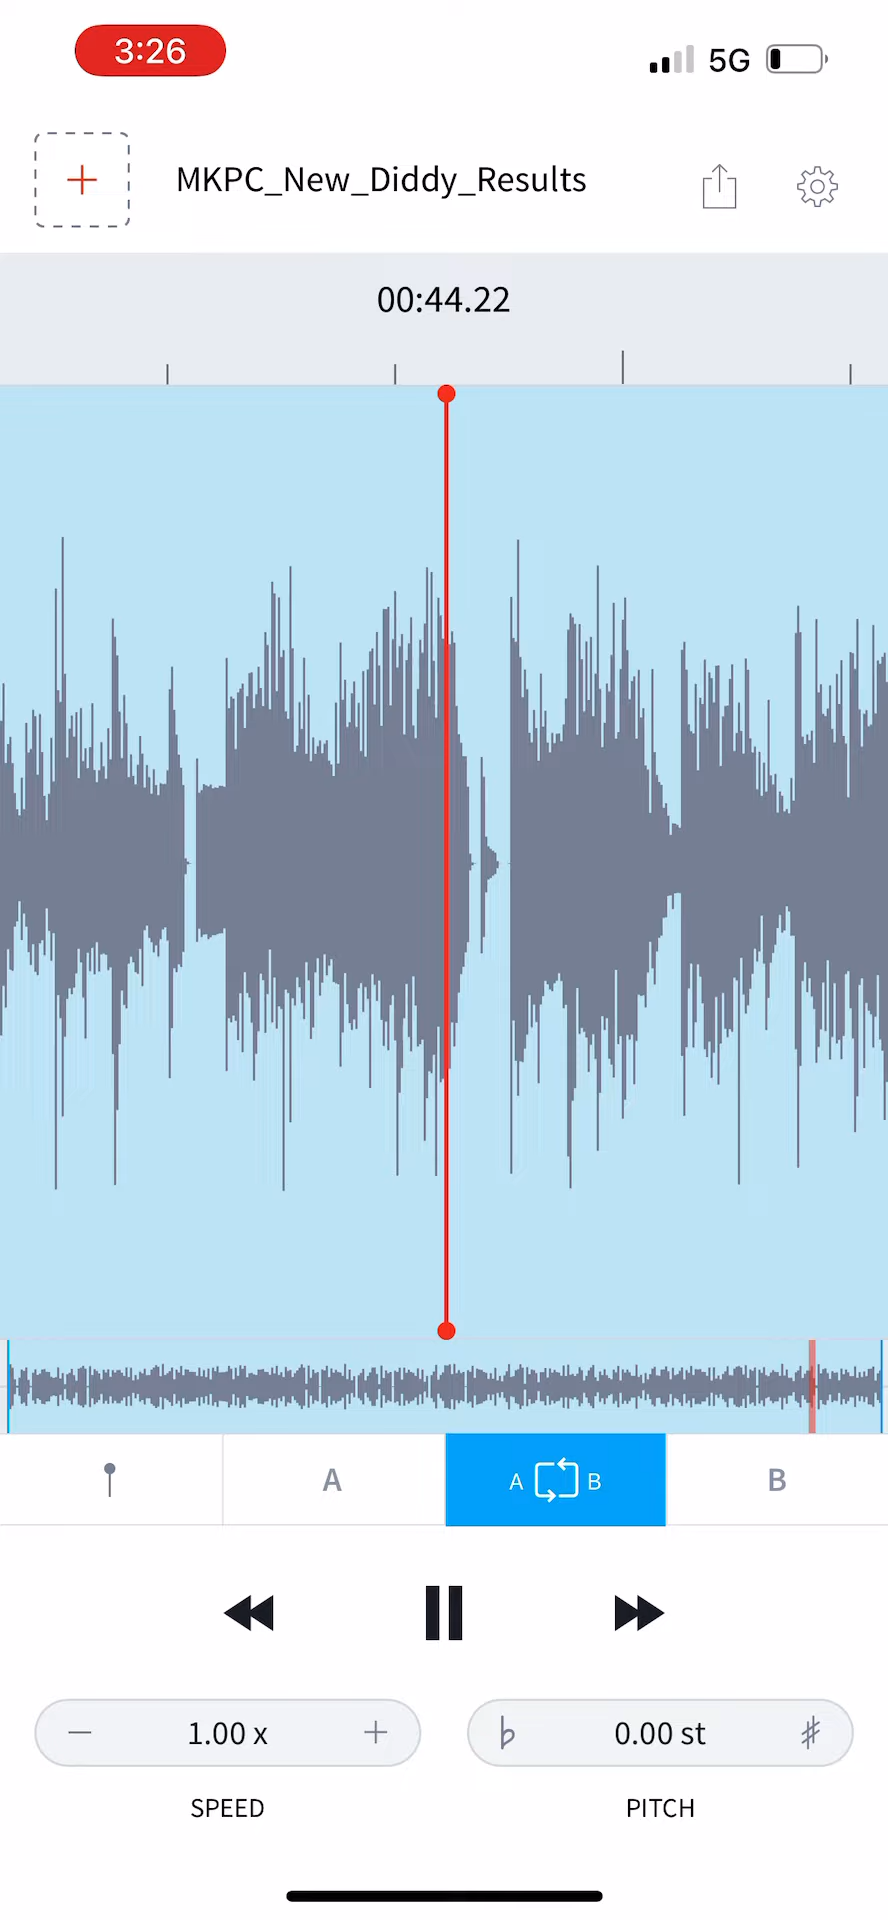 3:26
5G
MKPC_New_Diddy_Results
00:44.22
A
A B
B
1.00 x
0.00 st
SPEED
PITCH